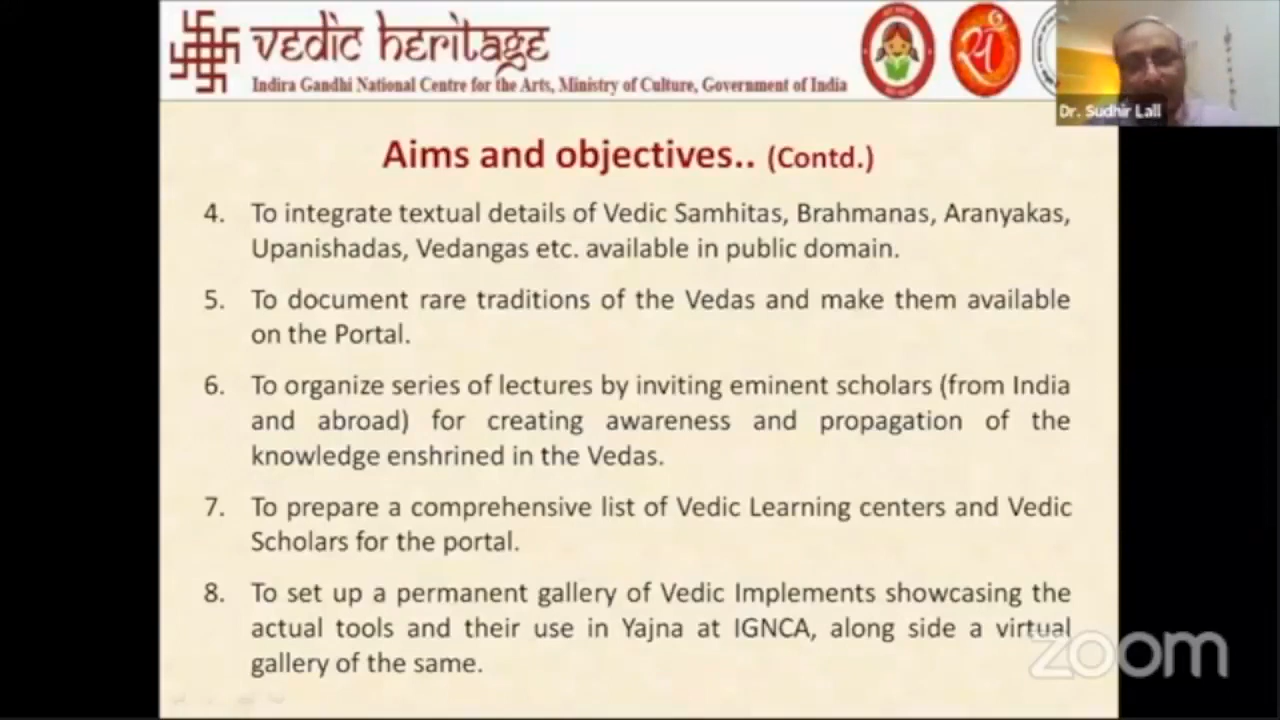 vedic heritage
Indira Gandhi National Centre for the Arts, Ministry of Culture, Government of India
Dr. Sudhir Lall
Aims and objectives.. (Contd.)
4. To integrate textual details of Vedic Samhitas, Brahmanas, Aranyakas,
Upanishadas, Vedangas etc. available in public domain.
5. To document rare traditions of the Vedas and make them available
on the Portal.
6. To organize series of lectures by inviting eminent scholars (from India
and abroad) for creating awareness and propagation of the
knowledge enshrined in the Vedas.
7. To prepare a comprehensive list of Vedic Learning centers and Vedic
Scholars for the portal.
8. To set up a permanent gallery of Vedic Implements showcasing the
actual tools and their use in Yajna at IGNCA, along side a virtual
gallery of the same.
zoom